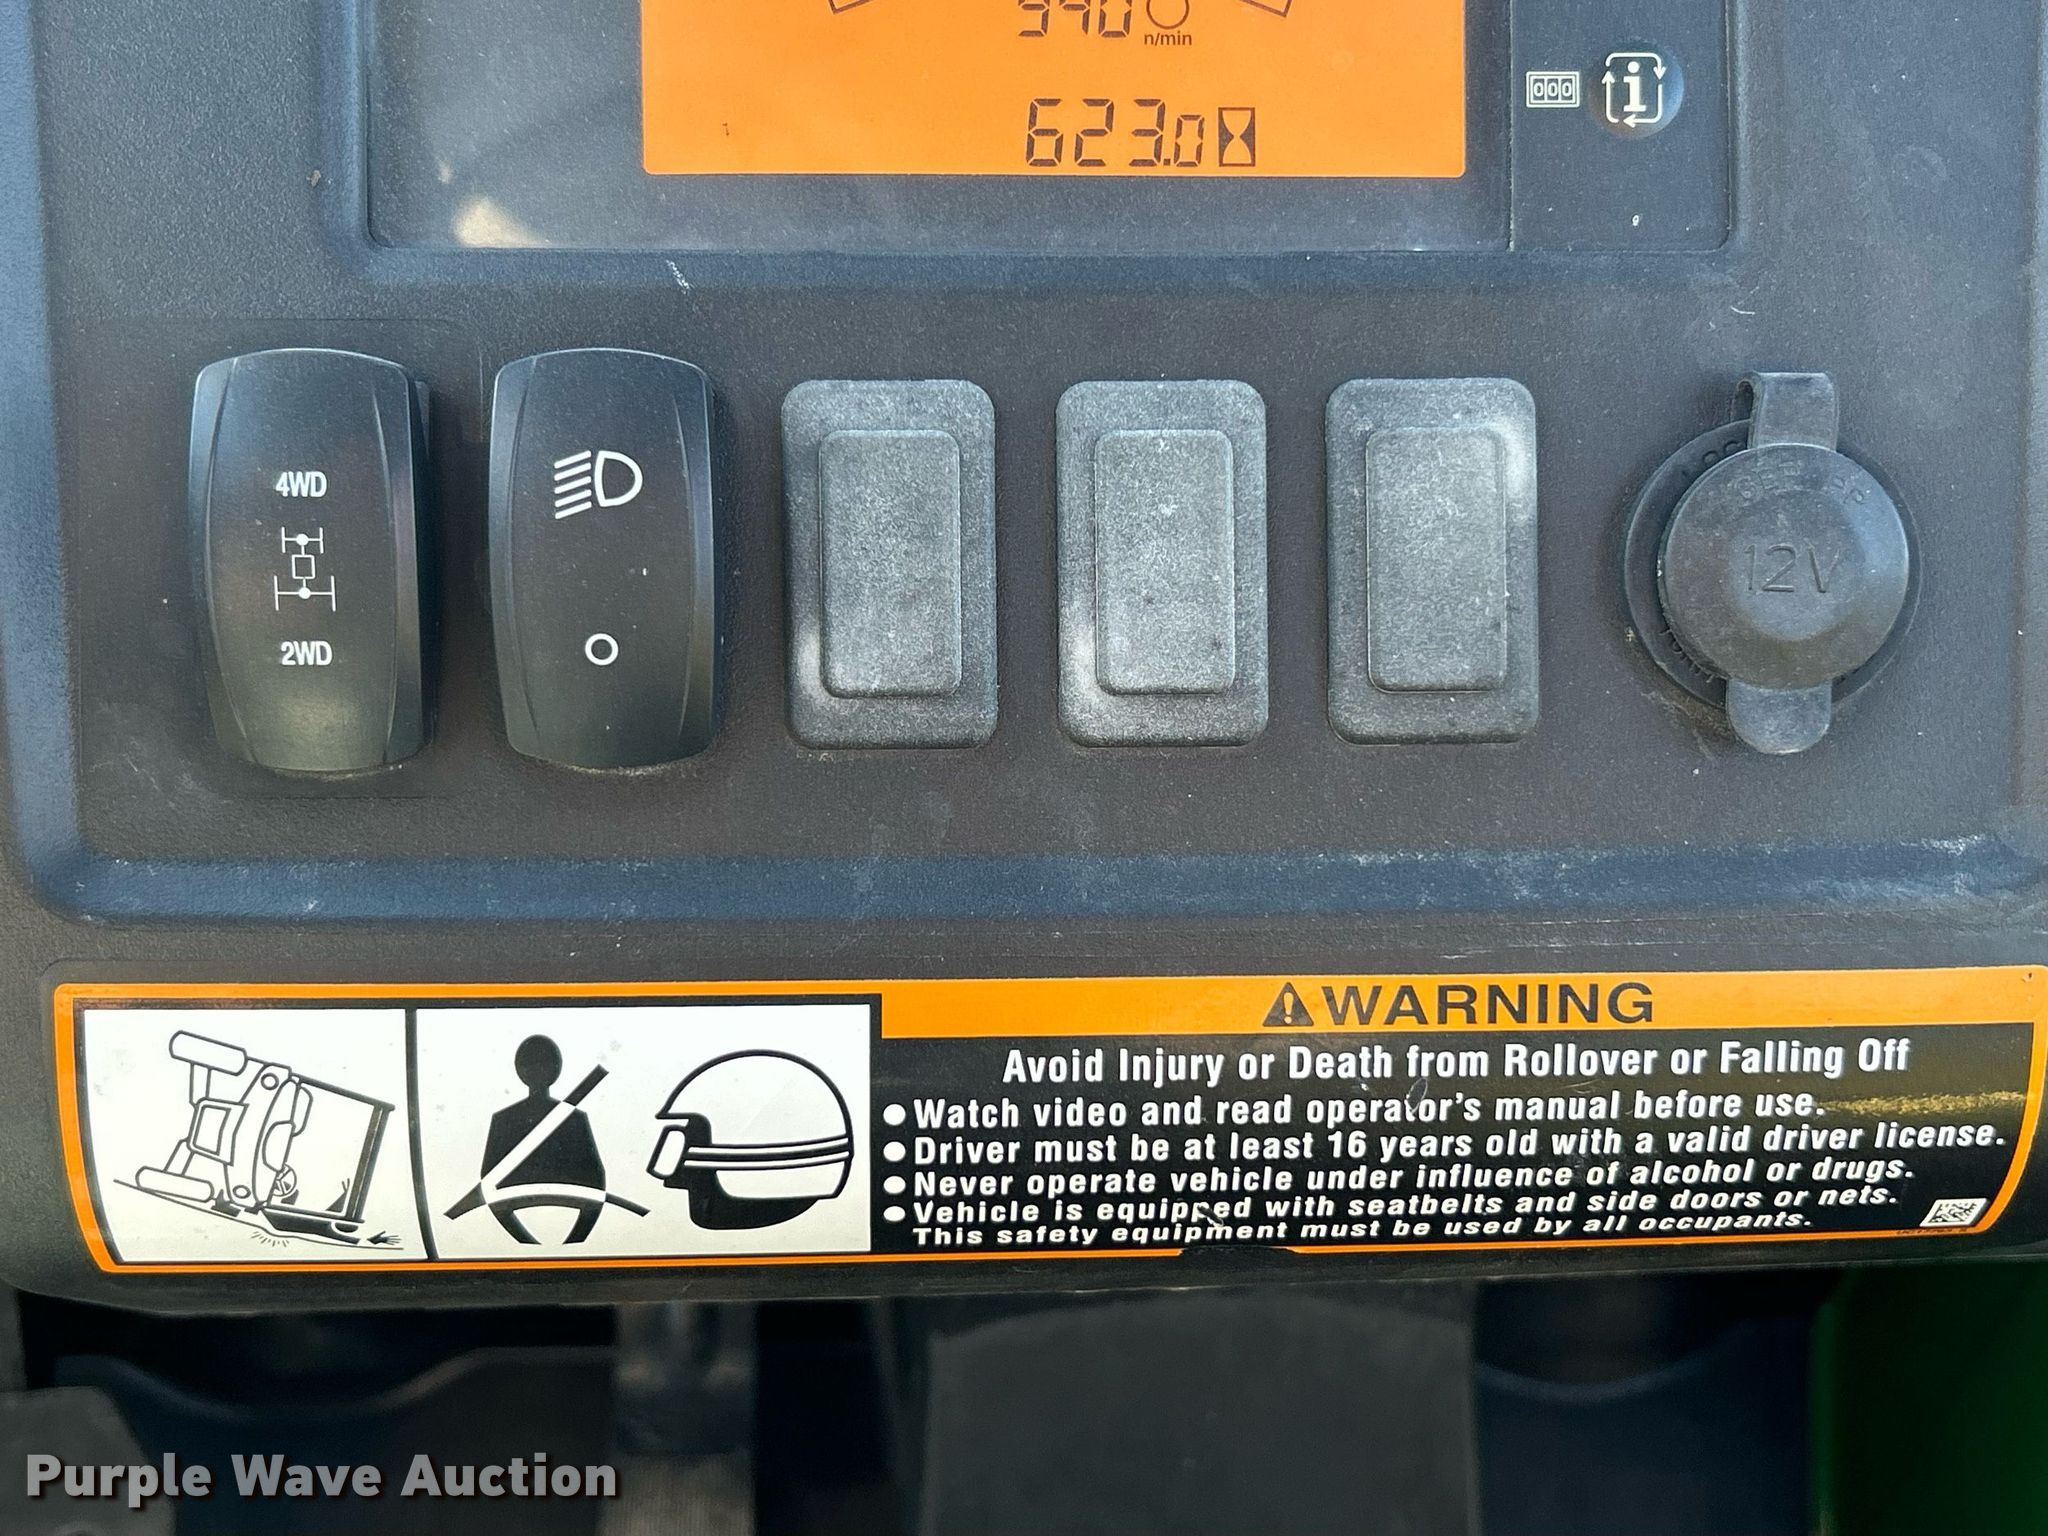 n/min
000
i
623.0
4WD
2WD
12V
WARNING
Avoid Injury or Death from Rollover or Falling Off
● Watch video and read operator's manual before use.
● Driver must be at least 16 years old with a valid driver license.
● Never operate vehicle under influence of alcohol or drugs.
● Vehicle is equipped with seatbelts and side doors or nets.
This safety equipment must be used by all occupants.
Purple Wave Auction